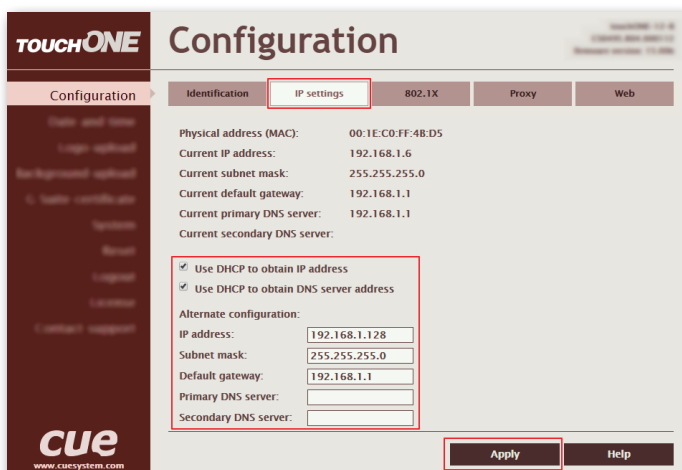 TOUCHONE
Configuration
Configuration
Identification IP settings 802.1X Proxy Web
Physical address (MAC): 00:1E:C0:FF:4B:D5
Current IP address: 192.168.1.6
Current subnet mask: 255.255.255.0
Current default gateway: 192.168.1.1
Current primary DNS server: 192.168.1.1
Current secondary DNS server:
Use DHCP to obtain IP address
Use DHCP to obtain DNS server address
Alternate configuration:
IP address: 192.168.1.128
Subnet mask: 255.255.255.0
Default gateway: 192.168.1.1
Primary DNS server:
Secondary DNS server:
Apply Help
cue
www.cuesystem.com